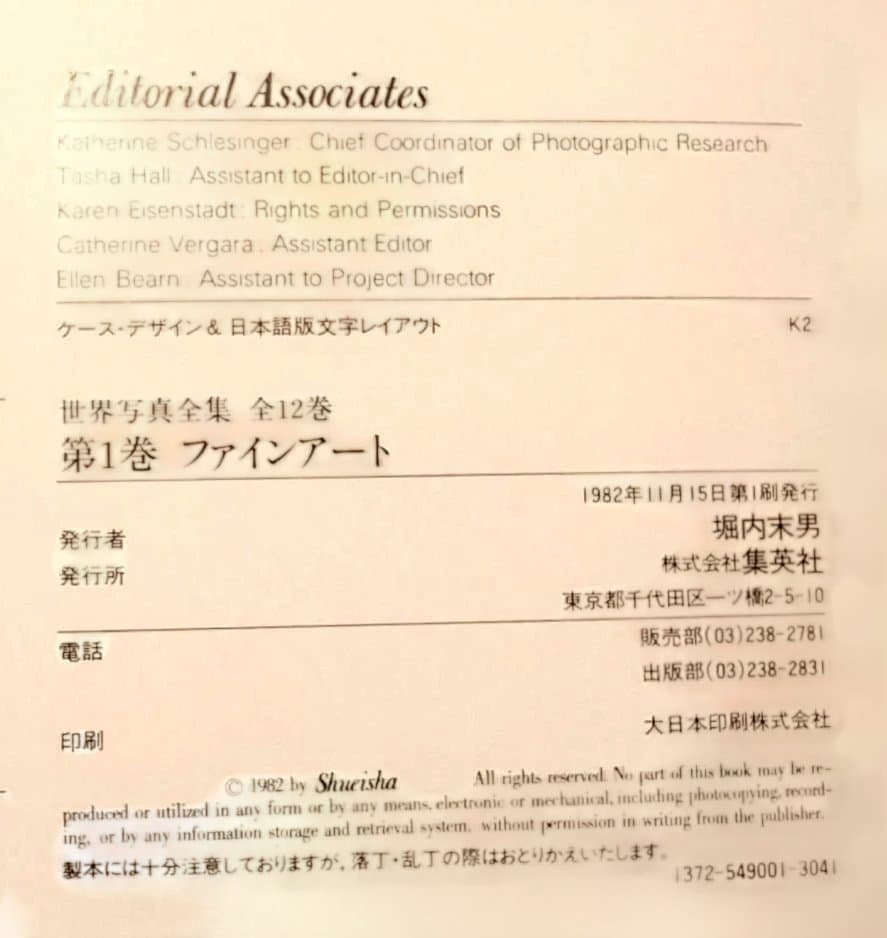 Editorial Associates
Katherine Schlesinger : Chief Coordinator of Photographic Research
Tasha Hall : Assistant to Editor-in-Chief
Karen Eisenstadt : Rights and Permissions
Catherine Vergara : Assistant Editor
Ellen Bearn : Assistant to Project Director
ケース・デザイン & 日本語版文字レイアウト K2
世界写真全集 全12巻
第1巻 ファインアート
1982年11月15日第1刷発行
発行者 堀内末男
発行所 株式会社集英社
東京都千代田区一ツ橋2-5-10
電話 販売部(03)238-2781
出版部(03)238-2831
印刷 大日本印刷株式会社
© 1982 by Shueisha All rights reserved. No part of this book may be re-
produced or utilized in any form or by any means, electronic or mechanical, including photocopying, record-
ing, or by any information storage and retrieval system, without permission in writing from the publisher.
製本には十分注意しておりますが、落丁・乱丁の際はおとりかえいたします。
1372-549001-3041